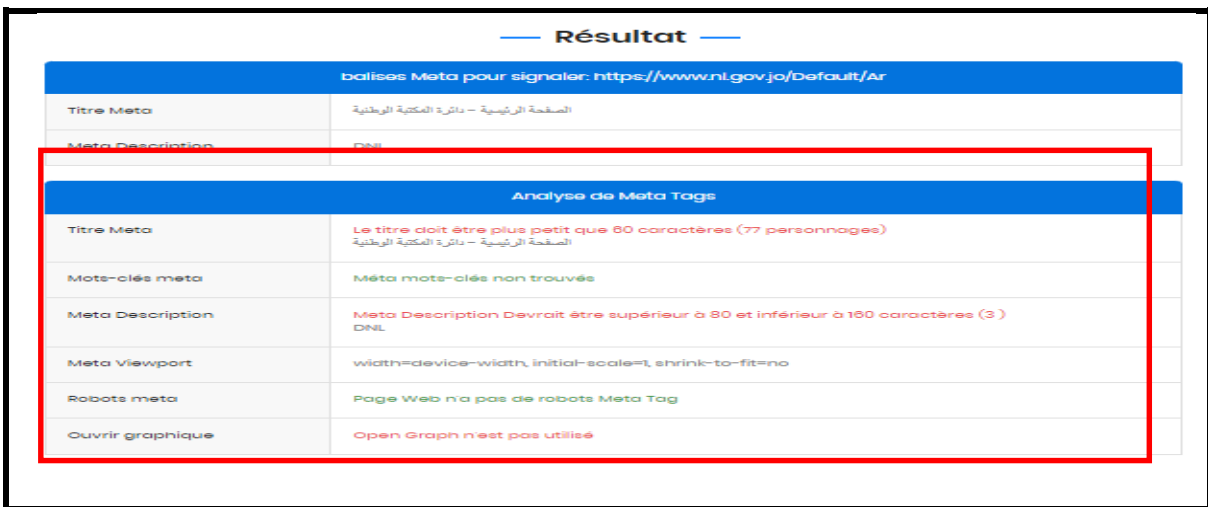 Résultat
balises Meta pour signaler: https://www.nl.gov.jo/Default/Ar
Titre Meta
الصفحة الرئيسية - دائرة المكتبة الوطنية
Meta Description
DNL
Analyse de Meta Tags
Titre Meta
Le titre doit être plus petit que 60 caractères (77 personnages)
الصفحة الرئيسية - دائرة المكتبة الوطنية
Mots-clés meta
Méta mots-clés non trouvés
Meta Description
Meta Description Devrait être supérieur à 80 et inférieur à 160 caractères (3 )
DNL
Meta Viewport
width=device-width, initial-scale=1, shrink-to-fit=no
Robots meta
Page Web n'a pas de robots Meta Tag
Ouvrir graphique
Open Graph n'est pas utilisé